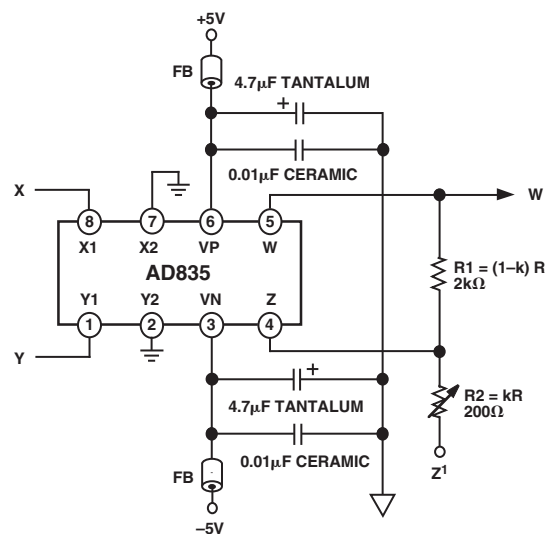 +5V
FB
4.7μF TANTALUM
+
0.01μF CERAMIC
X
W
8
7
6
5
X1
X2
VP
W
AD835
R1 = (1–k) R
2kΩ
Y1
Y2
VN
Z
1
2
3
4
Y
+
R2 = kR
200Ω
4.7μF TANTALUM
0.01μF CERAMIC
FB
Z¹
–5V